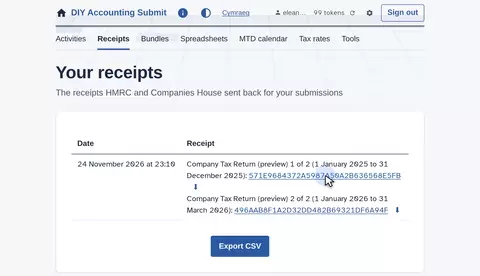 DIY Accounting Submit
Cymraeg
elean...
99 tokens
Sign out
Activities
Receipts
Bundles
Spreadsheets
MTD calendar
Tax rates
Tools
Your receipts
The receipts HMRC and Companies House sent back for your submissions
Date
Receipt
24 November 2026 at 23:10
Company Tax Return (preview) 1 of 2 (1 January 2025 to 31
December 2025):
Company Tax Return (preview) 2 of 2 (1 January 2026 to 31
March 2026): 496AAB8F1A2D32DD482B69321DF6A94F
Export CSV